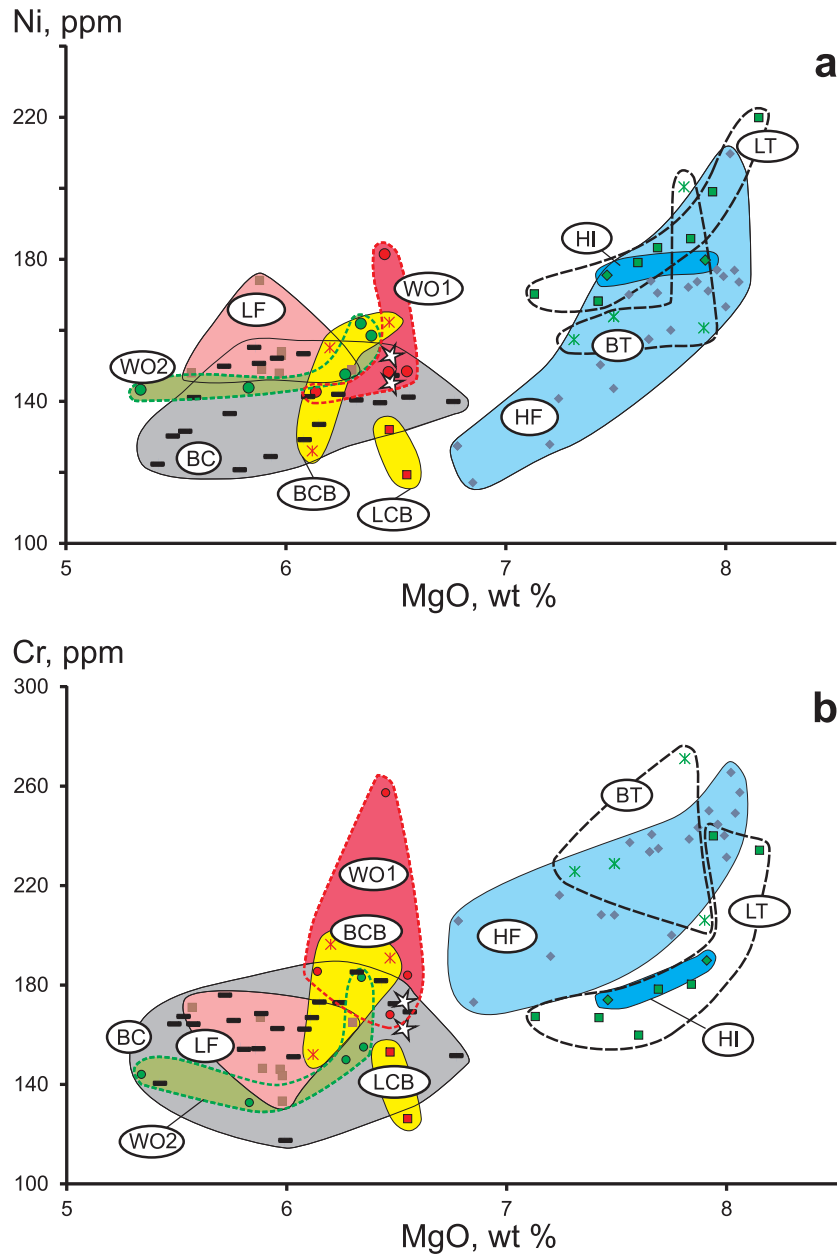 Ni, ppm
a
220
LT
180
HI
WO1
LF
BT
WO2
140
HF
BC
BCB
LCB
100
5
6
7
8
MgO, wt %
Cr, ppm
300
b
260
BT
WO1
220
BCB
LT
HF
180
BC
LF
HI
LCB
140
WO2
100
5
6
7
8
MgO, wt %